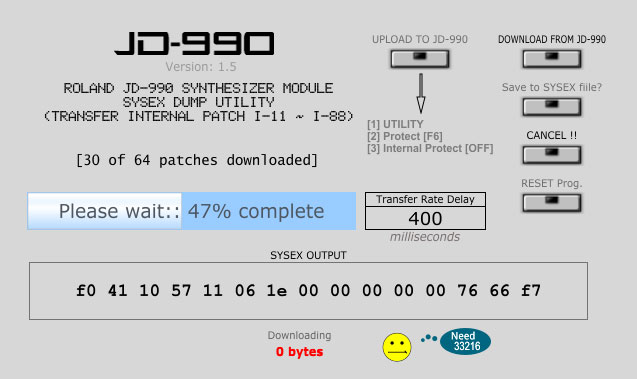 JD-990
Version: 1.5
ROLAND JD-990 SYNTHESIZER MODULE
SYSEX DUMP UTILITY
(TRANSFER INTERNAL PATCH I-11 ~ I-88)
[30 of 64 patches downloaded]
UPLOAD TO JD-990
[1] UTILITY
[2] Protect [F6]
[3] Internal Protect [OFF]
DOWNLOAD FROM JD-990
Save to SYSEX fiile?
CANCEL !!
RESET Prog.
Please wait:: 47% complete
Transfer Rate Delay
400
milliseconds
SYSEX OUTPUT
f0 41 10 57 11 06 1e 00 00 00 00 00 76 66 f7
Downloading
0 bytes
Need
33216